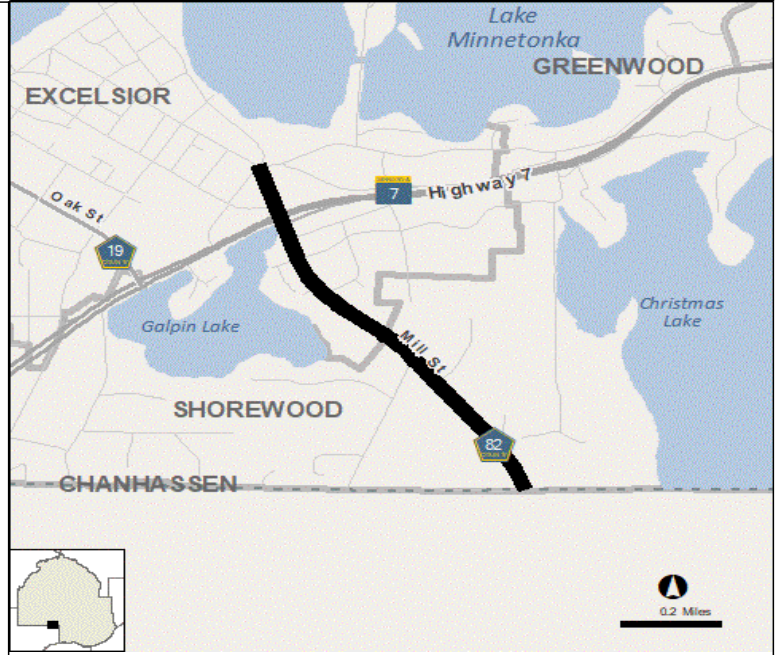 Lake
Minnetonka
GREENWOOD
EXCELSIOR
7
Highway 7
Oak St
19
Galpin Lake
Christmas
Lake
Mill St
SHOREWOOD
82
CHANHASSEN
0.2 Miles